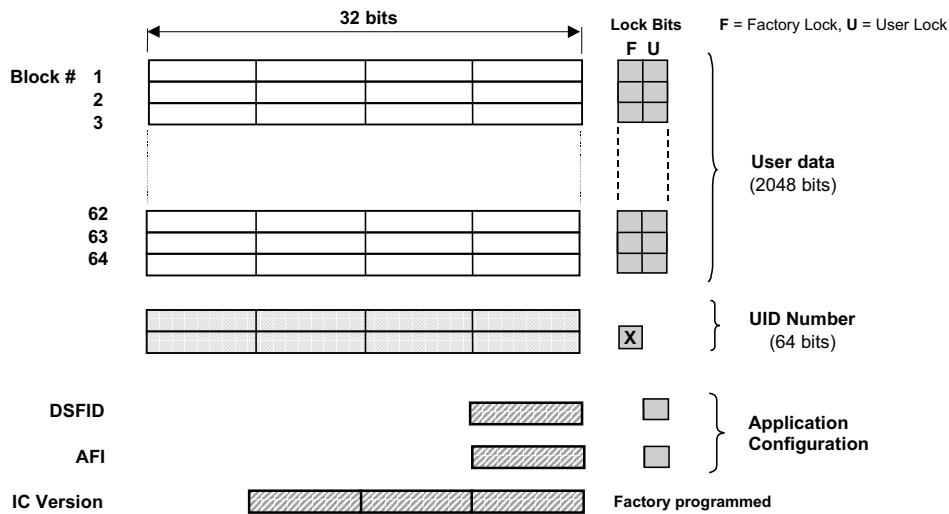 32 bits
Lock Bits
F = Factory Lock, U = User Lock
F U
Block # 1
2
3
User data
(2048 bits)
62
63
64
UID Number
(64 bits)
X
DSFID
AFI
Application
Configuration
IC Version
Factory programmed